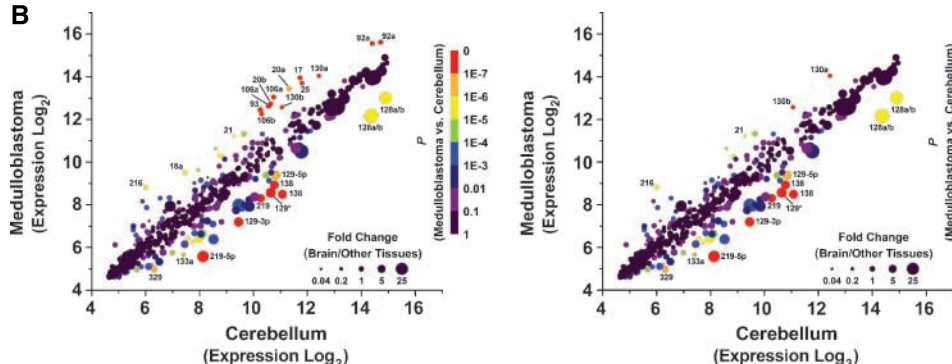 B
92a
92a
16
20a
17
130a
14
20b
106a
106a
25
93
130b
12
106b
128a/b
128a/b
21
10
18a
129-5p
216
138
138
8
219
129*
129-3p
6
133a
219-5p
329
4
4
6
8
10
12
14
16
Medulloblastoma
(Expression Log2)
Cerebellum
(Expression Log2)
Fold Change
(Brain/Other Tissues)
0.04 0.2 1 5 25
0
1E-7
1E-6
1E-5
1E-4
1E-3
0.01
0.1
1
P
(Medulloblastoma vs. Cerebellum)
16
130a
14
130b
12
128a/b
128a/b
21
10
129-5p
216
138
138
8
219
129*
129-3p
6
133a
219-5p
329
4
4
6
8
10
12
14
16
Medulloblastoma
(Expression Log2)
Cerebellum
(Expression Log2)
Fold Change
(Brain/Other Tissues)
0.04 0.2 1 5 25